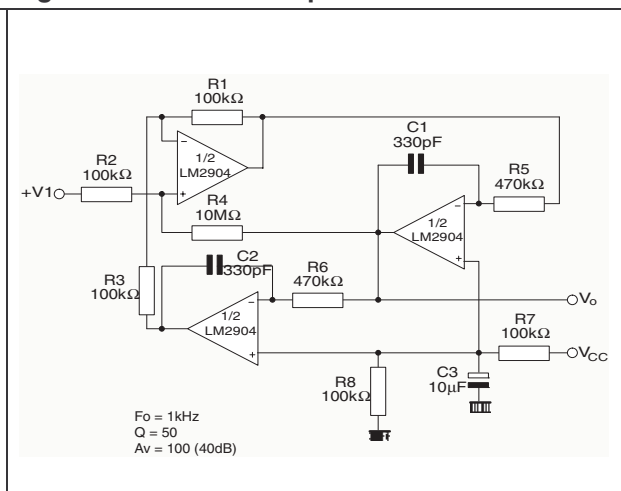 R1
100kΩ
C1
330pF
R2
100kΩ
1/2
LM2904
R5
470kΩ
+V1
R4
10MΩ
1/2
LM2904
C2
330pF
R6
470kΩ
R3
100kΩ
1/2
LM2904
Vo
R7
100kΩ
VCC
R8
100kΩ
C3
10µF
Fo = 1kHz
Q = 50
Av = 100 (40dB)